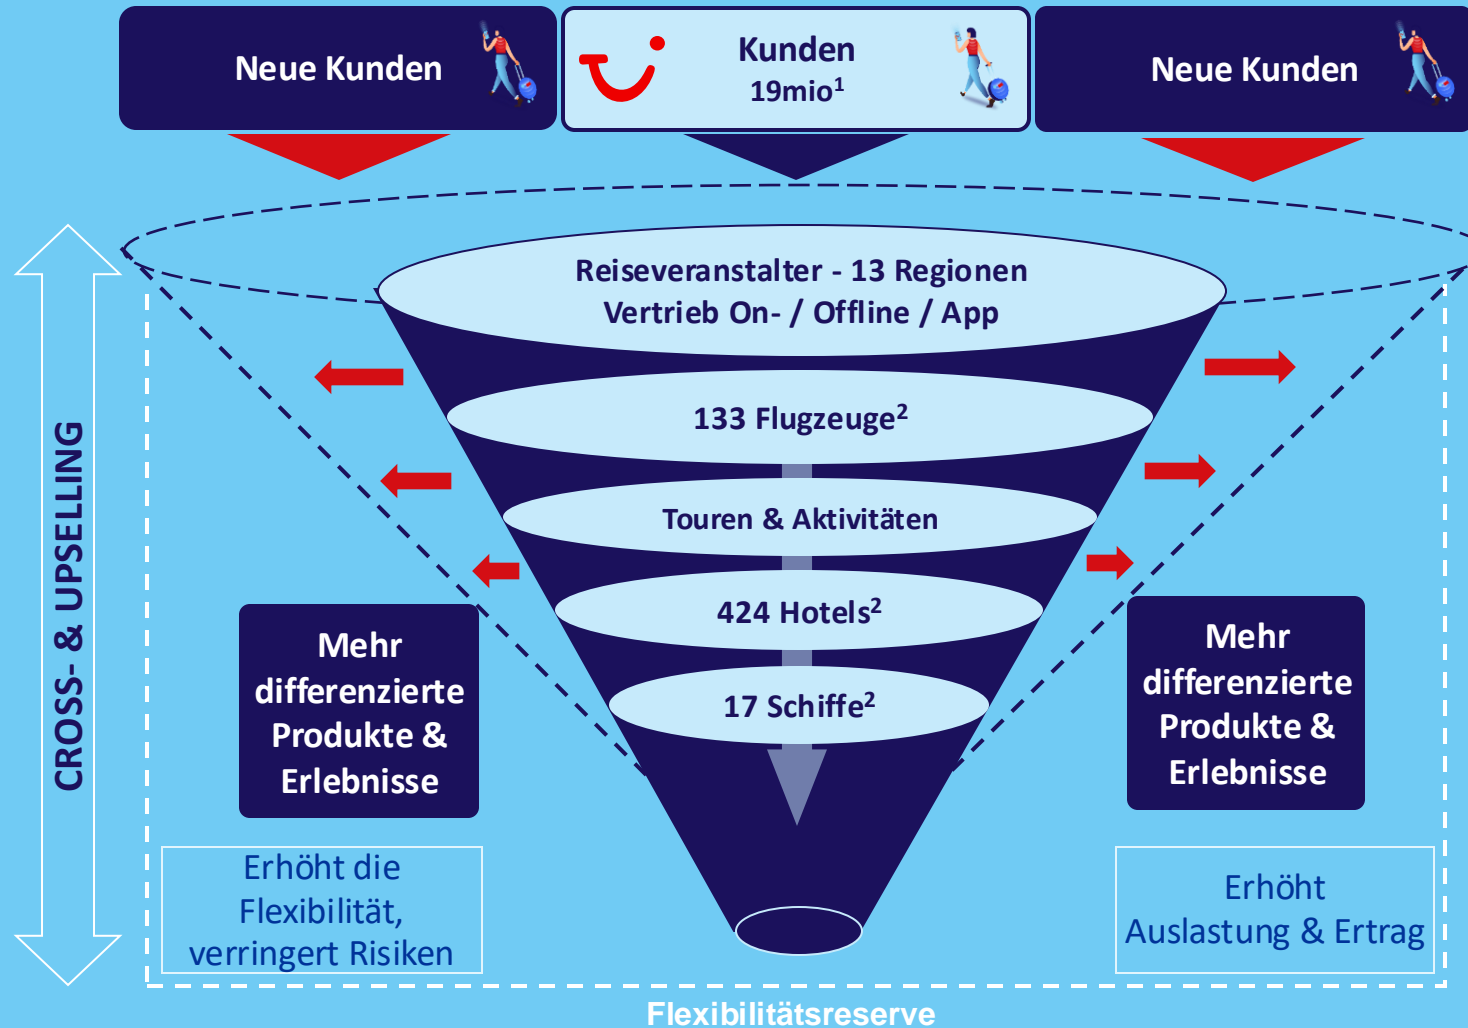 Neue Kunden
Kunden
19mio¹
Neue Kunden
Reiseveranstalter - 13 Regionen
Vertrieb On- / Offline / App
133 Flugzeuge²
Touren & Aktivitäten
424 Hotels²
17 Schiffe²
CROSS- & UPSELLING
Mehr
differenzierte
Produkte &
Erlebnisse
Mehr
differenzierte
Produkte &
Erlebnisse
Erhöht die
Flexibilität,
verringert Risiken
Erhöht
Auslastung & Ertrag
Flexibilitätsreserve